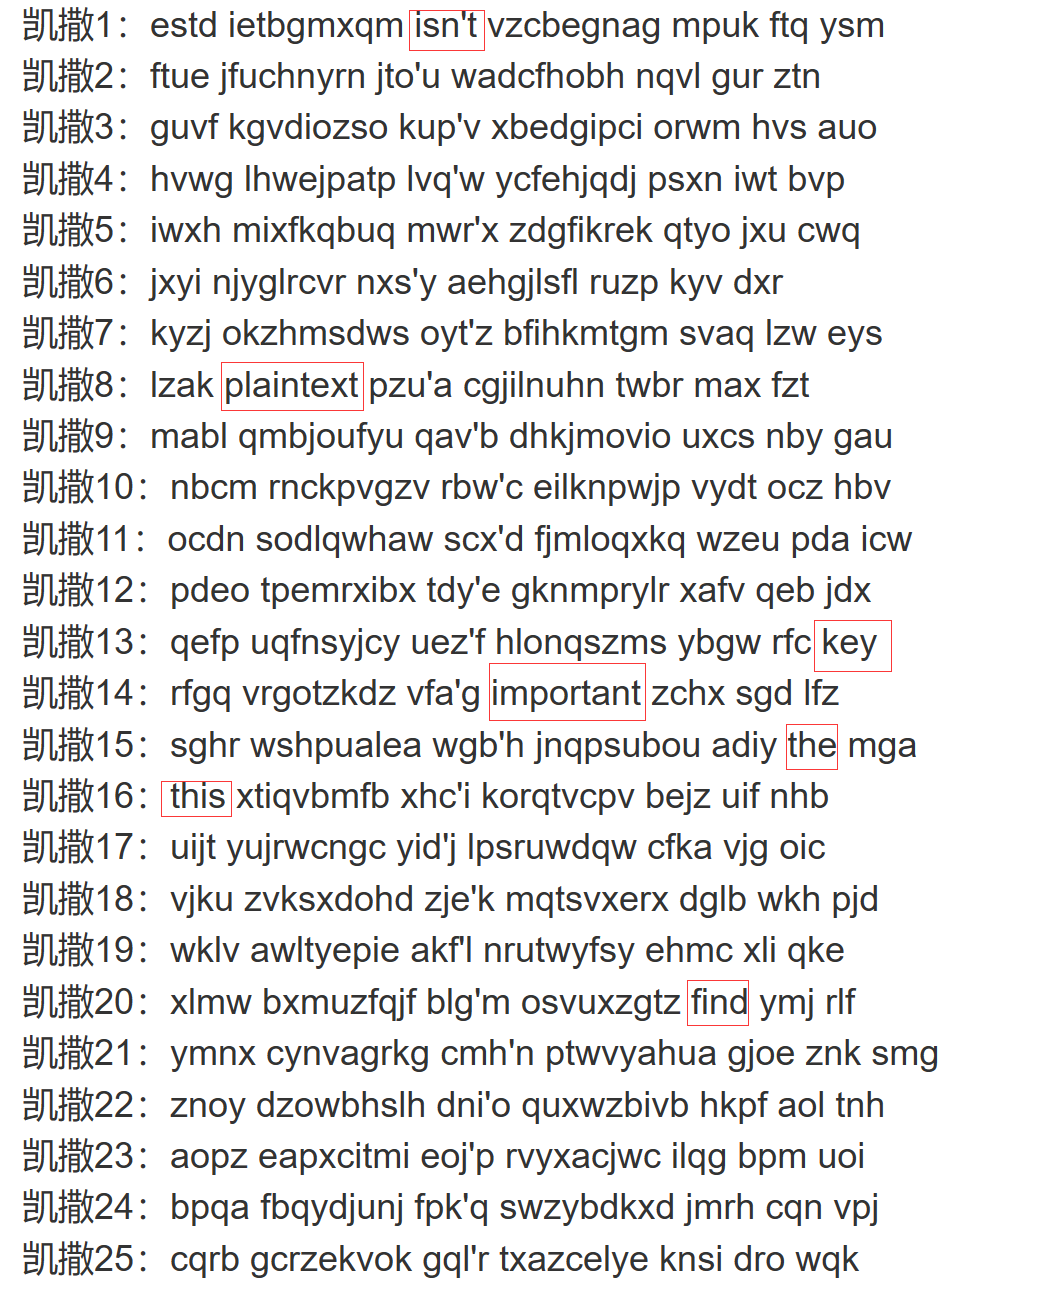 凯撒1：estd ietbgmxqm isn't vzcbegnag mpuk ftq ysm
凯撒2：ftue jfuchnyrn jto'u wadcfhobh nqvl gur ztn
凯撒3：guvf kgvdiozso kup'v xbedgipci orwm hvs auo
凯撒4：hvwg lhwejpatp lvq'w ycfehjqdj psxn iwt bvp
凯撒5：iwxh mixfkqbuq mwr'x zdgfikrek qtyo jxu cwq
凯撒6：jxyi njyglrcvr nxs'y aehgjlsfl ruzp kyv dxr
凯撒7：kyzj okzhmsdws oyt'z bfihkmtgm svaq lzw eys
凯撒8：lzak plaintext pzu'a cgjilnuhn twbr max fzt
凯撒9：mabl qmbjoufyu qav'b dhkjmovio uxcs nby gau
凯撒10：nbcm rnckpvgzv rbw'c eilknpwjp vydt ocz hbv
凯撒11：ocdn sodlqwhaw scx'd fjmloqxkq wzeu pda icw
凯撒12：pdeo tpemrxibx tdy'e gknmprylr xafv qeb jdx
凯撒13：qefp uqfnsyjcy uez'f hlonqszms ybgw rfc key
凯撒14：rfgq vrgotzkdz vfa'g important zchx sgd lfz
凯撒15：sghr wshpualea wgb'h jnqpsubou adiy the mga
凯撒16：this xtiqvbmfb xhc'i korqtvcpv bejz uif nhb
凯撒17：uijt yujrwcngc yid'j lpsruwdqw cfka vjg oic
凯撒18：vjku zvksxdohd zje'k mqtsvxerx dglb wkh pjd
凯撒19：wklv awltyepie akf'l nrutwyfsy ehmc xli qke
凯撒20：xlmw bxmuzfqjf blg'm osvuxzgtz find ymj rlf
凯撒21：ymnx cynvagrkg cmh'n ptwvyahua gjoe znk smg
凯撒22：znoy dzowbhslh dni'o quxwzbivb hkpf aol tnh
凯撒23：aopz eapxcitmi eoj'p rvyxacjwc ilqg bpm uoi
凯撒24：bpqa fbqydjunj fpk'q swzybdkxd jmrh cqn vpj
凯撒25：cqrb gcrzekvok gql'r txazcelye knsi dro wqk